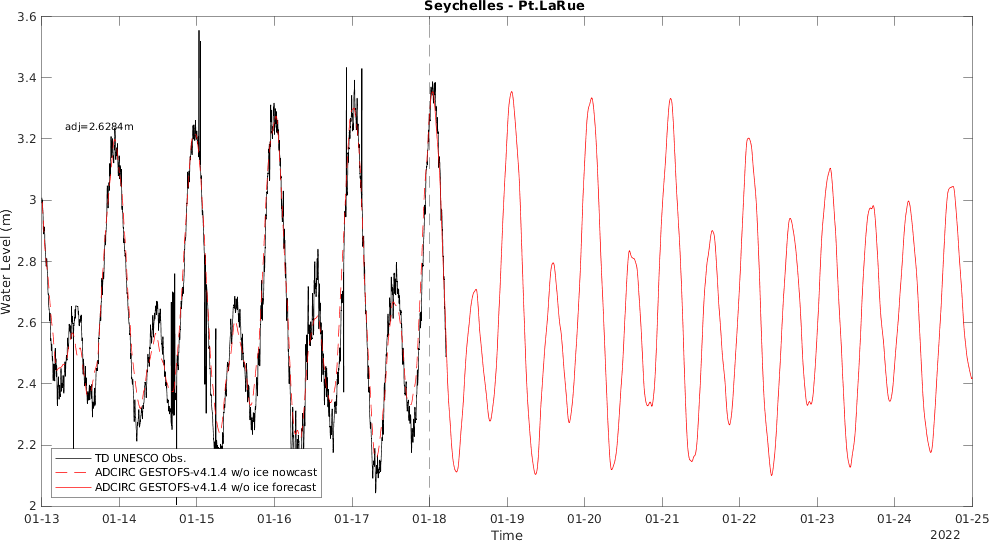 Seychelles - Pt.LaRue
3.6
3.4
3.2
3
2.8
2.6
2.4
2.2
2
Water Level (m)
adj=2.6284m
TD UNESCO Obs.
ADCIRC GESTOFS-v4.1.4 w/o ice nowcast
ADCIRC GESTOFS-v4.1.4 w/o ice forecast
01-13 01-14 01-15 01-16 01-17 01-18 01-19 01-20 01-21 01-22 01-23 01-24 01-25
Time
2022